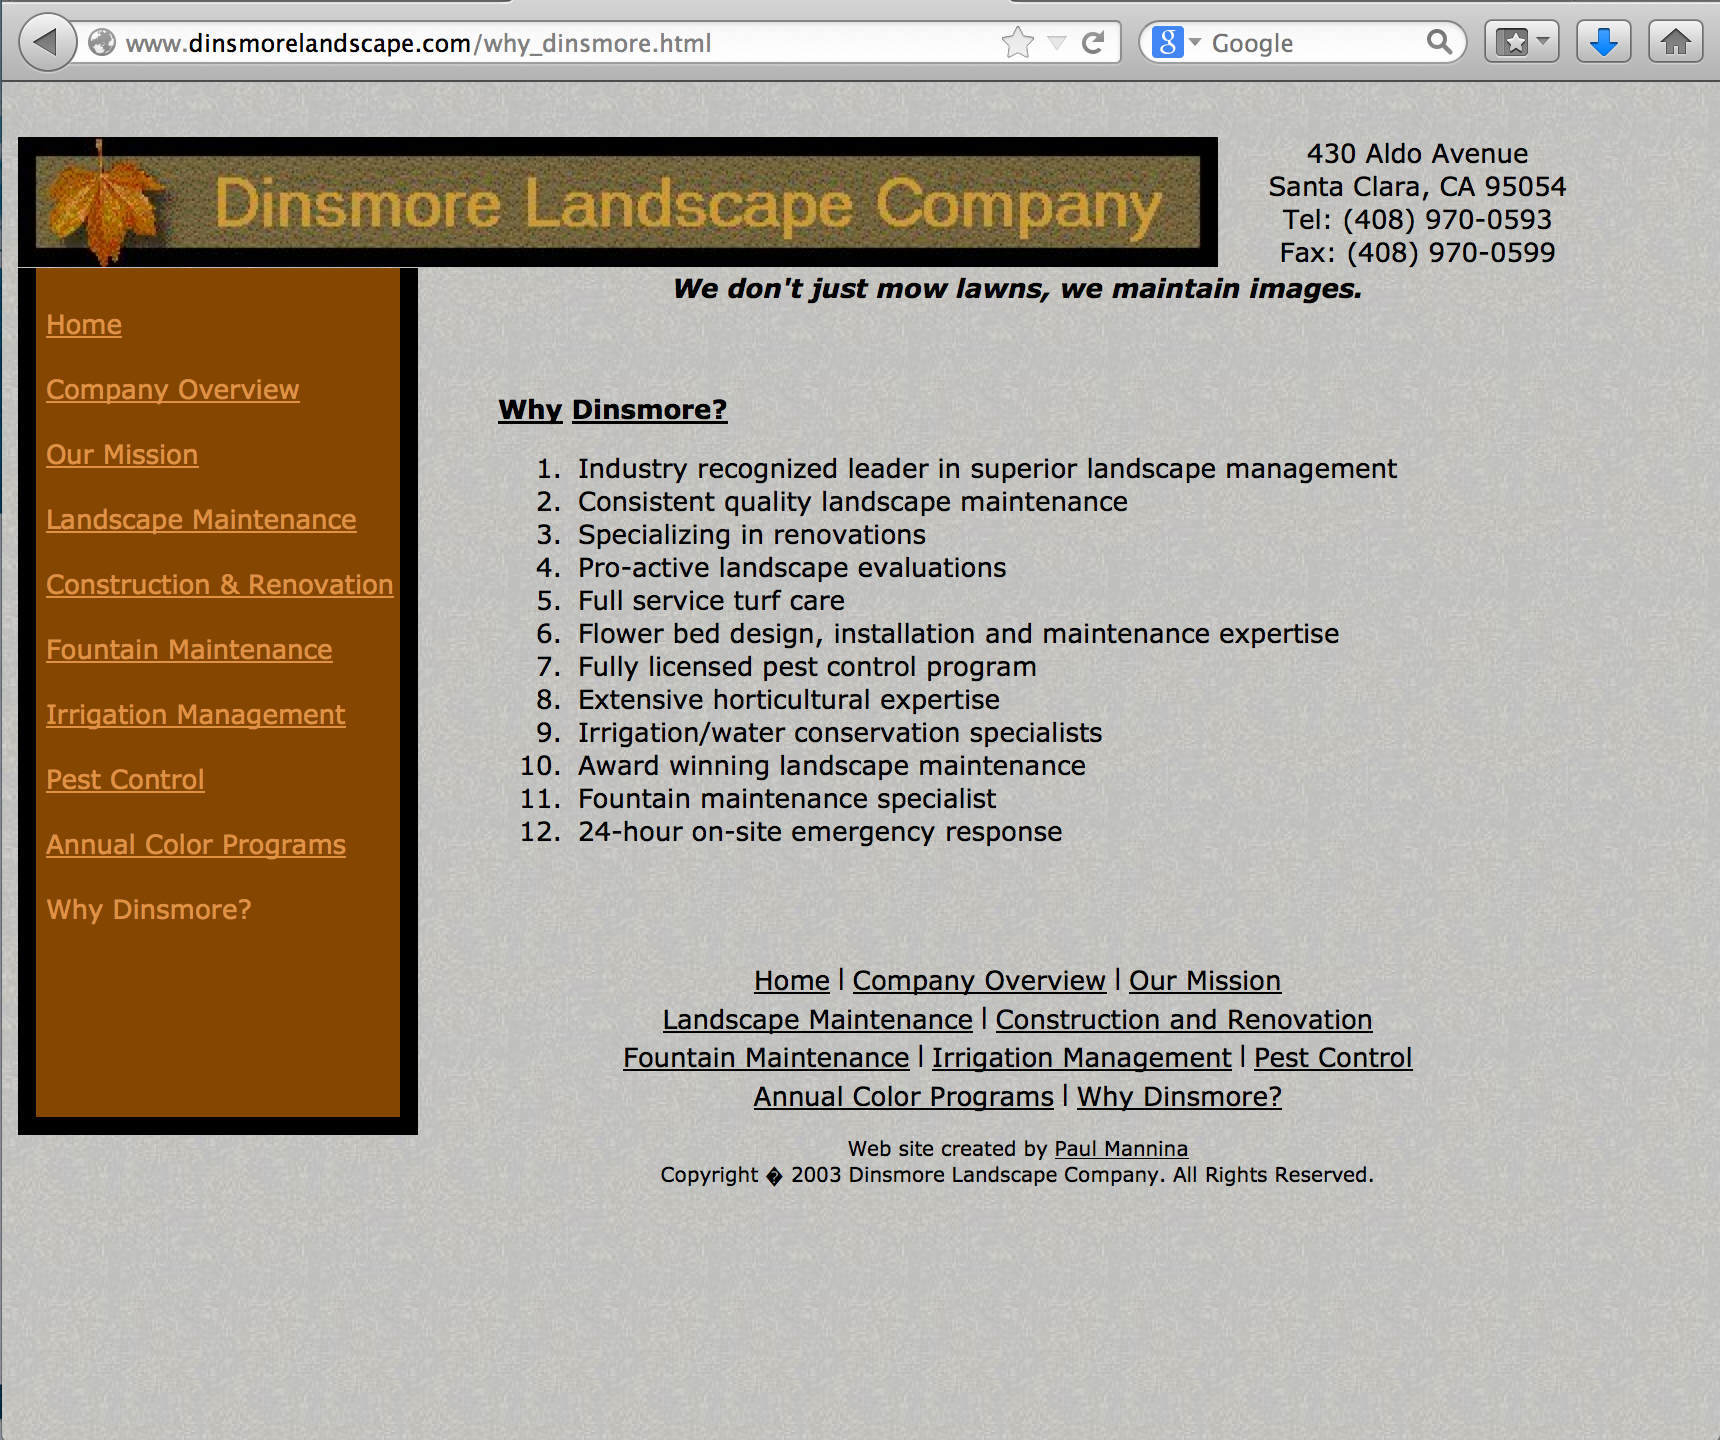 www.dinsmorelandscape.com/why_dinsmore.html
Google
Dinsmore Landscape Company
430 Aldo Avenue
Santa Clara, CA 95054
Tel: (408) 970-0593
Fax: (408) 970-0599
We don't just mow lawns, we maintain images.
Home
Company Overview
Our Mission
Landscape Maintenance
Construction & Renovation
Fountain Maintenance
Irrigation Management
Pest Control
Annual Color Programs
Why Dinsmore?
Why Dinsmore?
1. Industry recognized leader in superior landscape management
2. Consistent quality landscape maintenance
3. Specializing in renovations
4. Pro-active landscape evaluations
5. Full service turf care
6. Flower bed design, installation and maintenance expertise
7. Fully licensed pest control program
8. Extensive horticultural expertise
9. Irrigation/water conservation specialists
10. Award winning landscape maintenance
11. Fountain maintenance specialist
12. 24-hour on-site emergency response
Home | Company Overview | Our Mission
Landscape Maintenance | Construction and Renovation
Fountain Maintenance | Irrigation Management | Pest Control
Annual Color Programs | Why Dinsmore?
Web site created by Paul Mannina
Copyright � 2003 Dinsmore Landscape Company. All Rights Reserved.